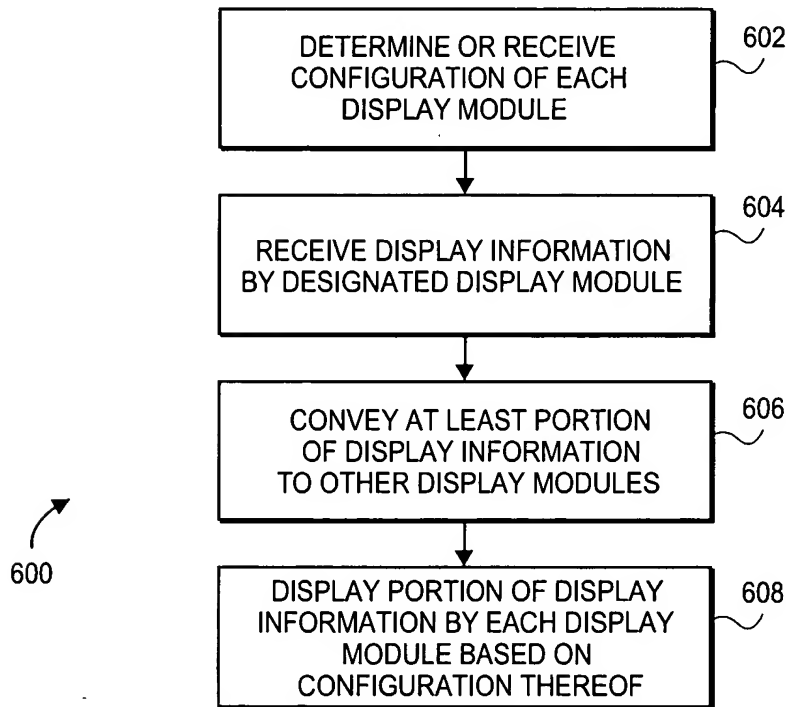 DETERMINE OR RECEIVE
CONFIGURATION OF EACH
DISPLAY MODULE
602
RECEIVE DISPLAY INFORMATION
BY DESIGNATED DISPLAY MODULE
604
CONVEY AT LEAST PORTION
OF DISPLAY INFORMATION
TO OTHER DISPLAY MODULES
606
600
DISPLAY PORTION OF DISPLAY
INFORMATION BY EACH DISPLAY
MODULE BASED ON
CONFIGURATION THEREOF
608